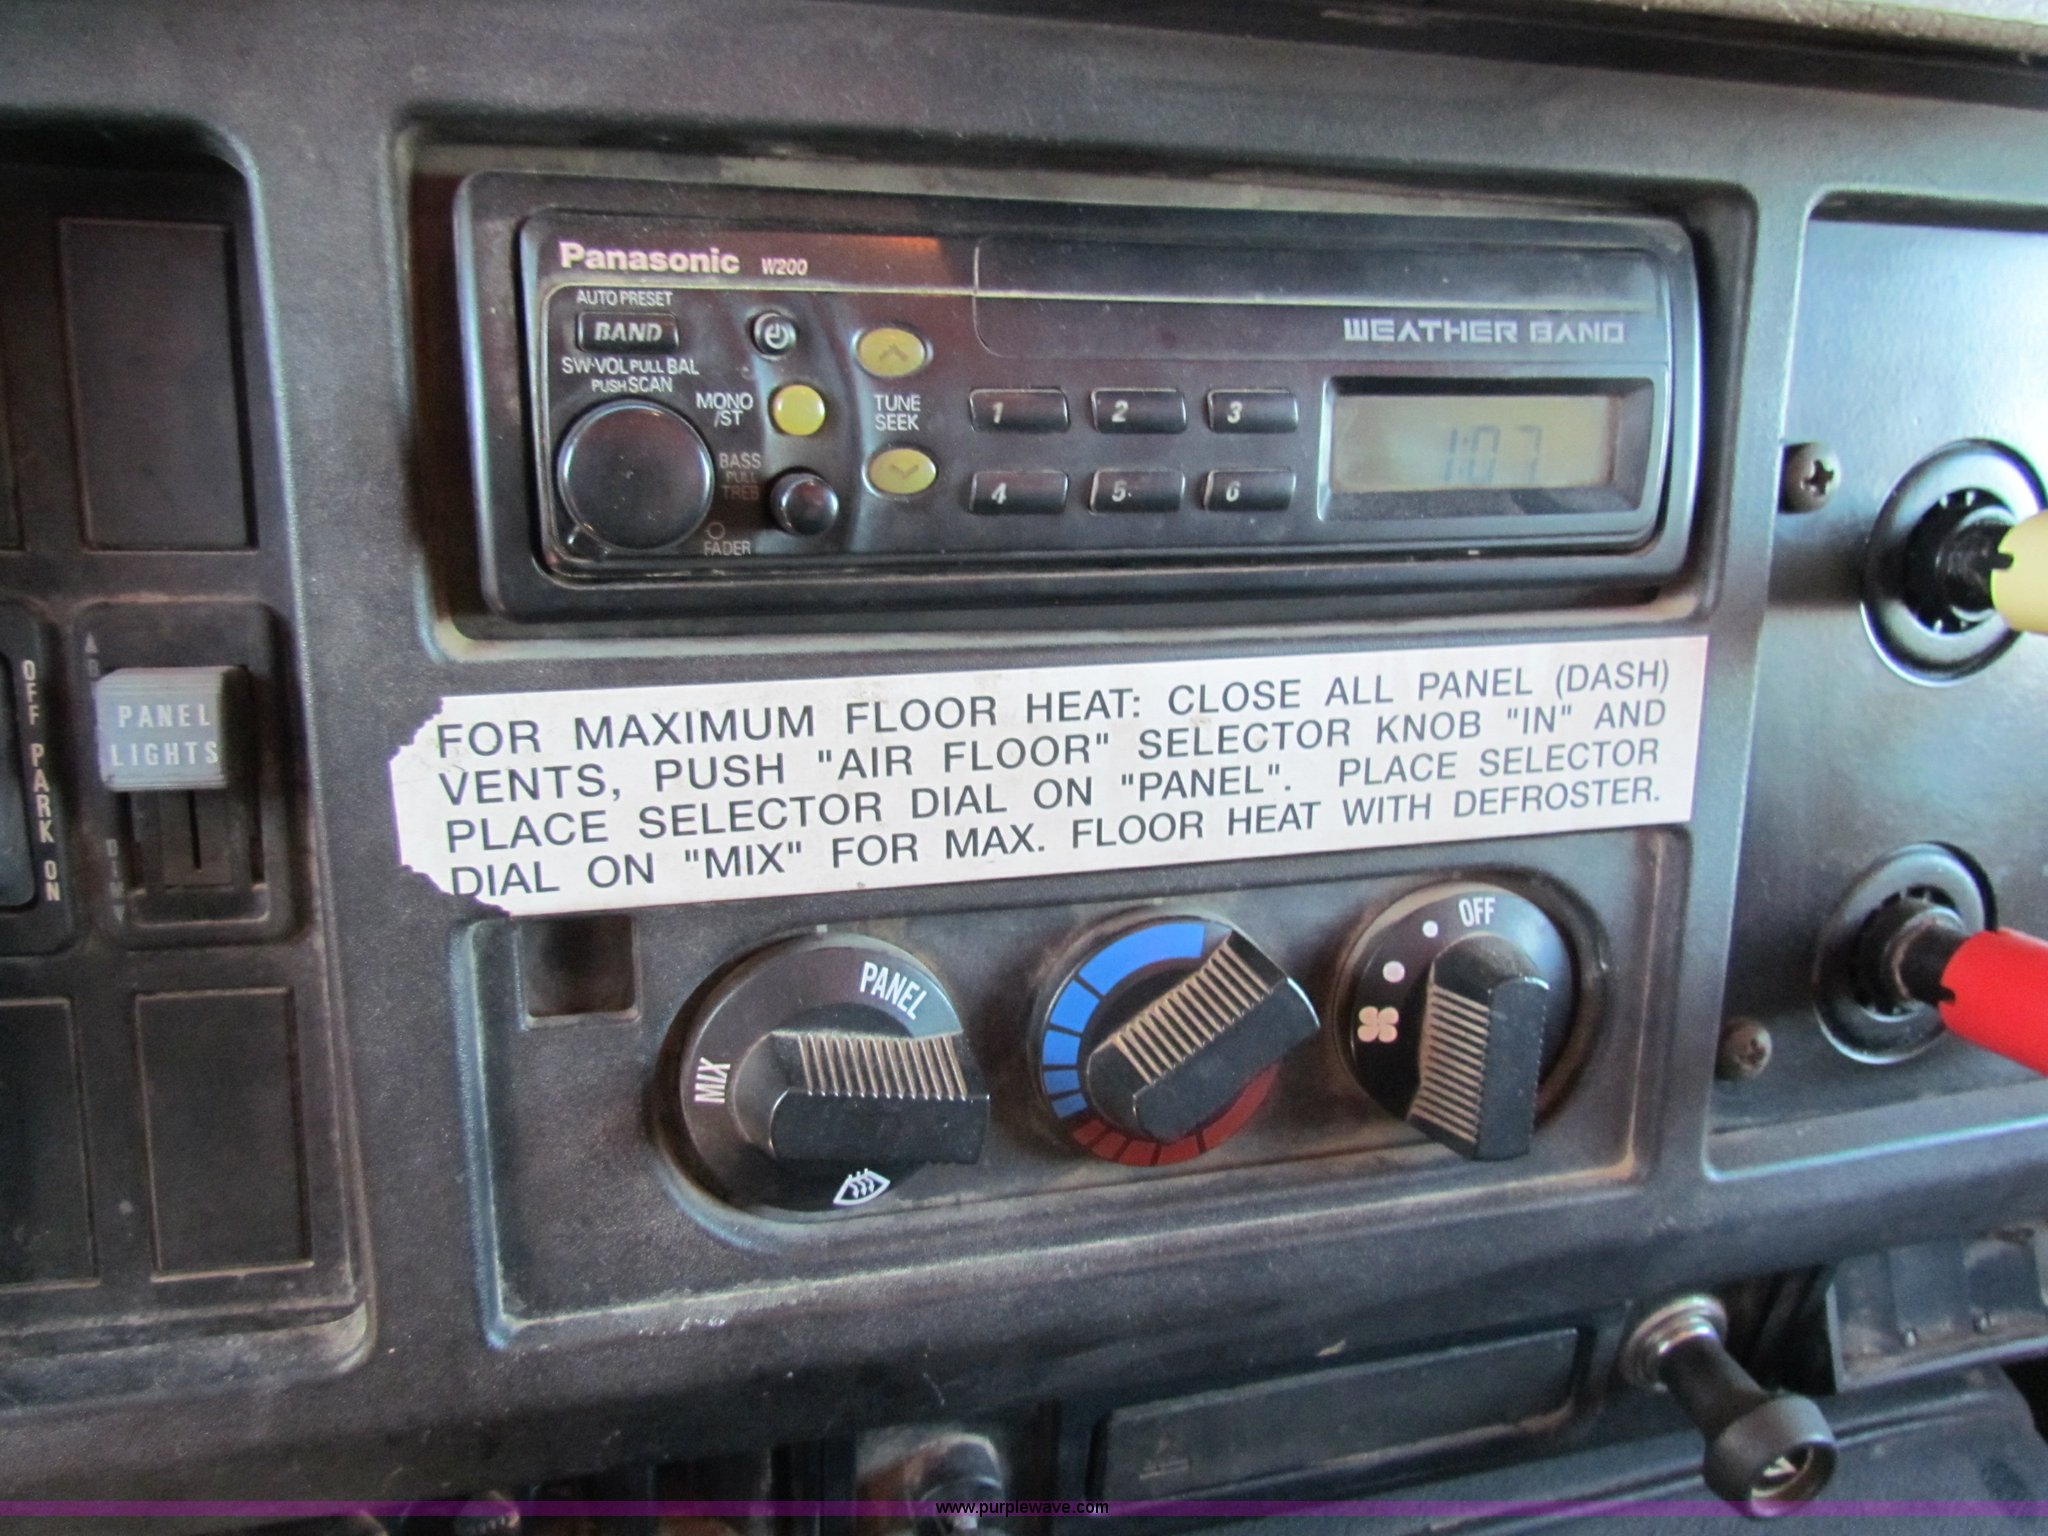 Panasonic W200
AUTO PRESET
BAND
SW-VOL PULL BAL
PUSH SCAN
MONO
/ST
BASS
PULL
TREB
FADER
TUNE
SEEK
1 2 3
4 5 6
WEATHER BAND
1:07
OFF PARK ON
PANEL
LIGHTS
DIM
FOR MAXIMUM FLOOR HEAT: CLOSE ALL PANEL (DASH)
VENTS, PUSH "AIR FLOOR" SELECTOR KNOB "IN" AND
PLACE SELECTOR DIAL ON "PANEL". PLACE SELECTOR
DIAL ON "MIX" FOR MAX. FLOOR HEAT WITH DEFROSTER.
PANEL
MIX
OFF
www.purplewave.com